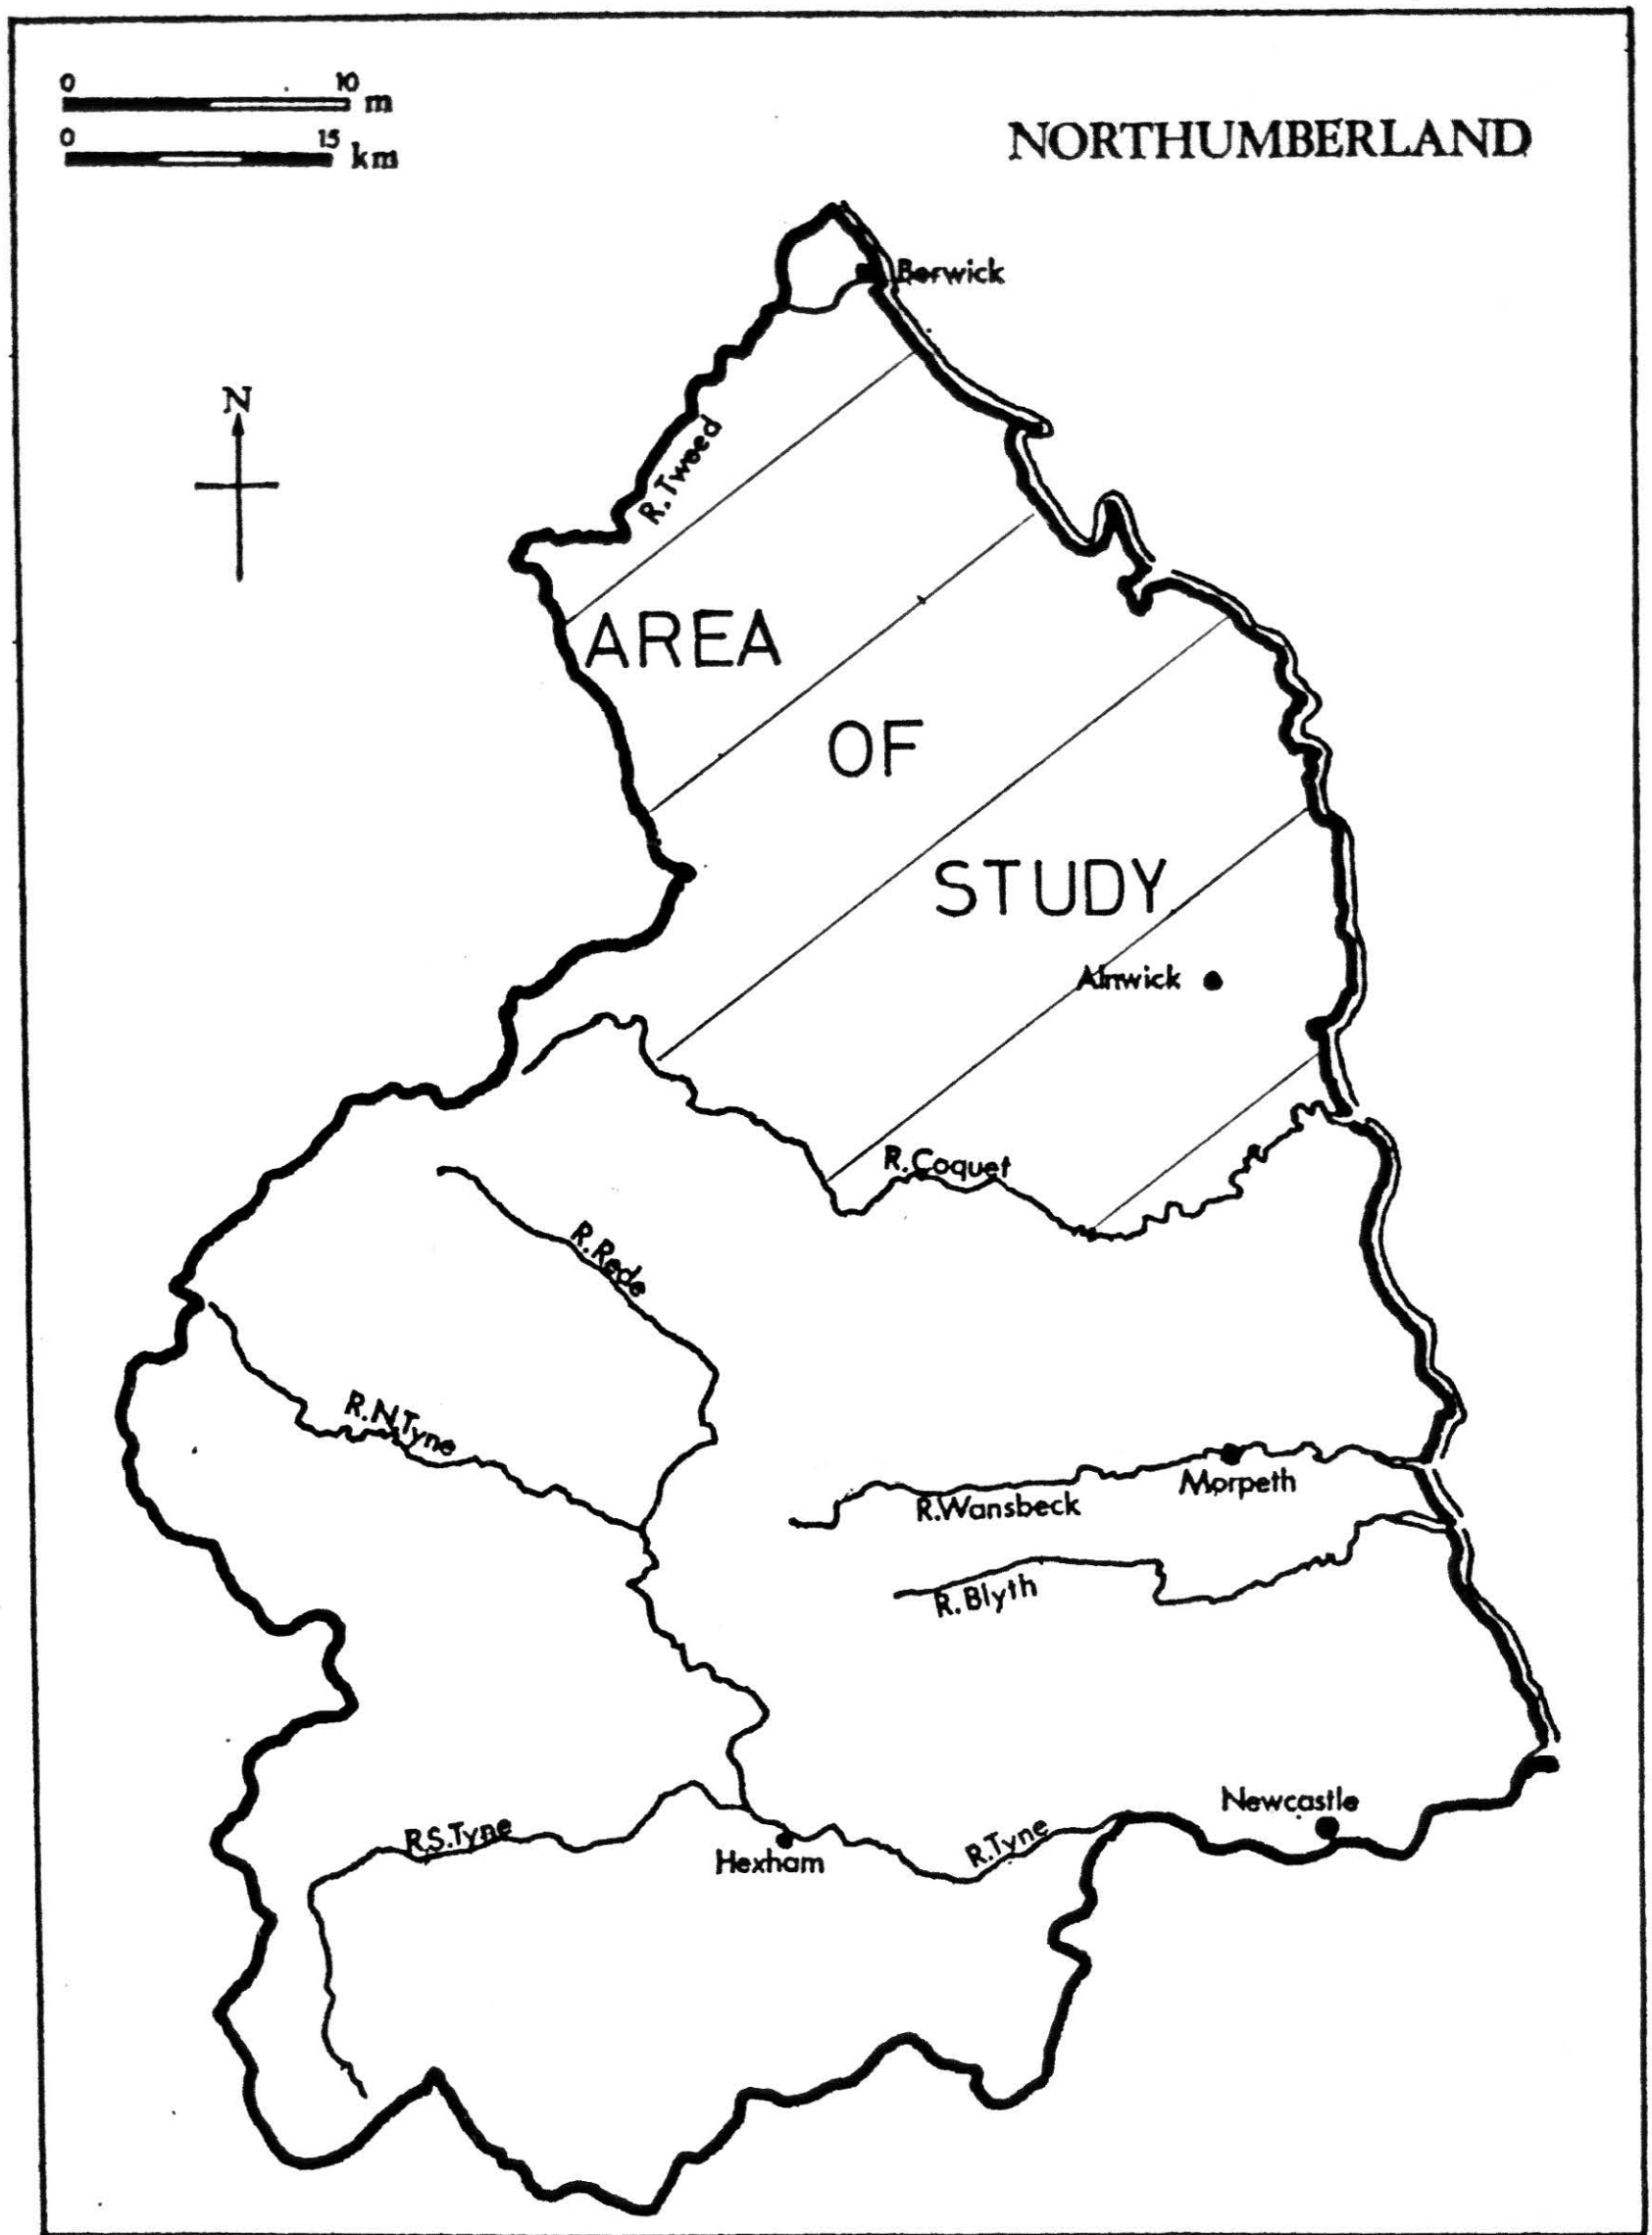 0 10 m
0 15 km
NORTHUMBERLAND
Berwick
N
R. Tweed
AREA
OF
STUDY
Alnwick
R. Coquet
R. Rede
R. N. Tyne
R. Wansbeck
Morpeth
R. Blyth
Newcastle
R.S. Tyne
R. Tyne
Hexham